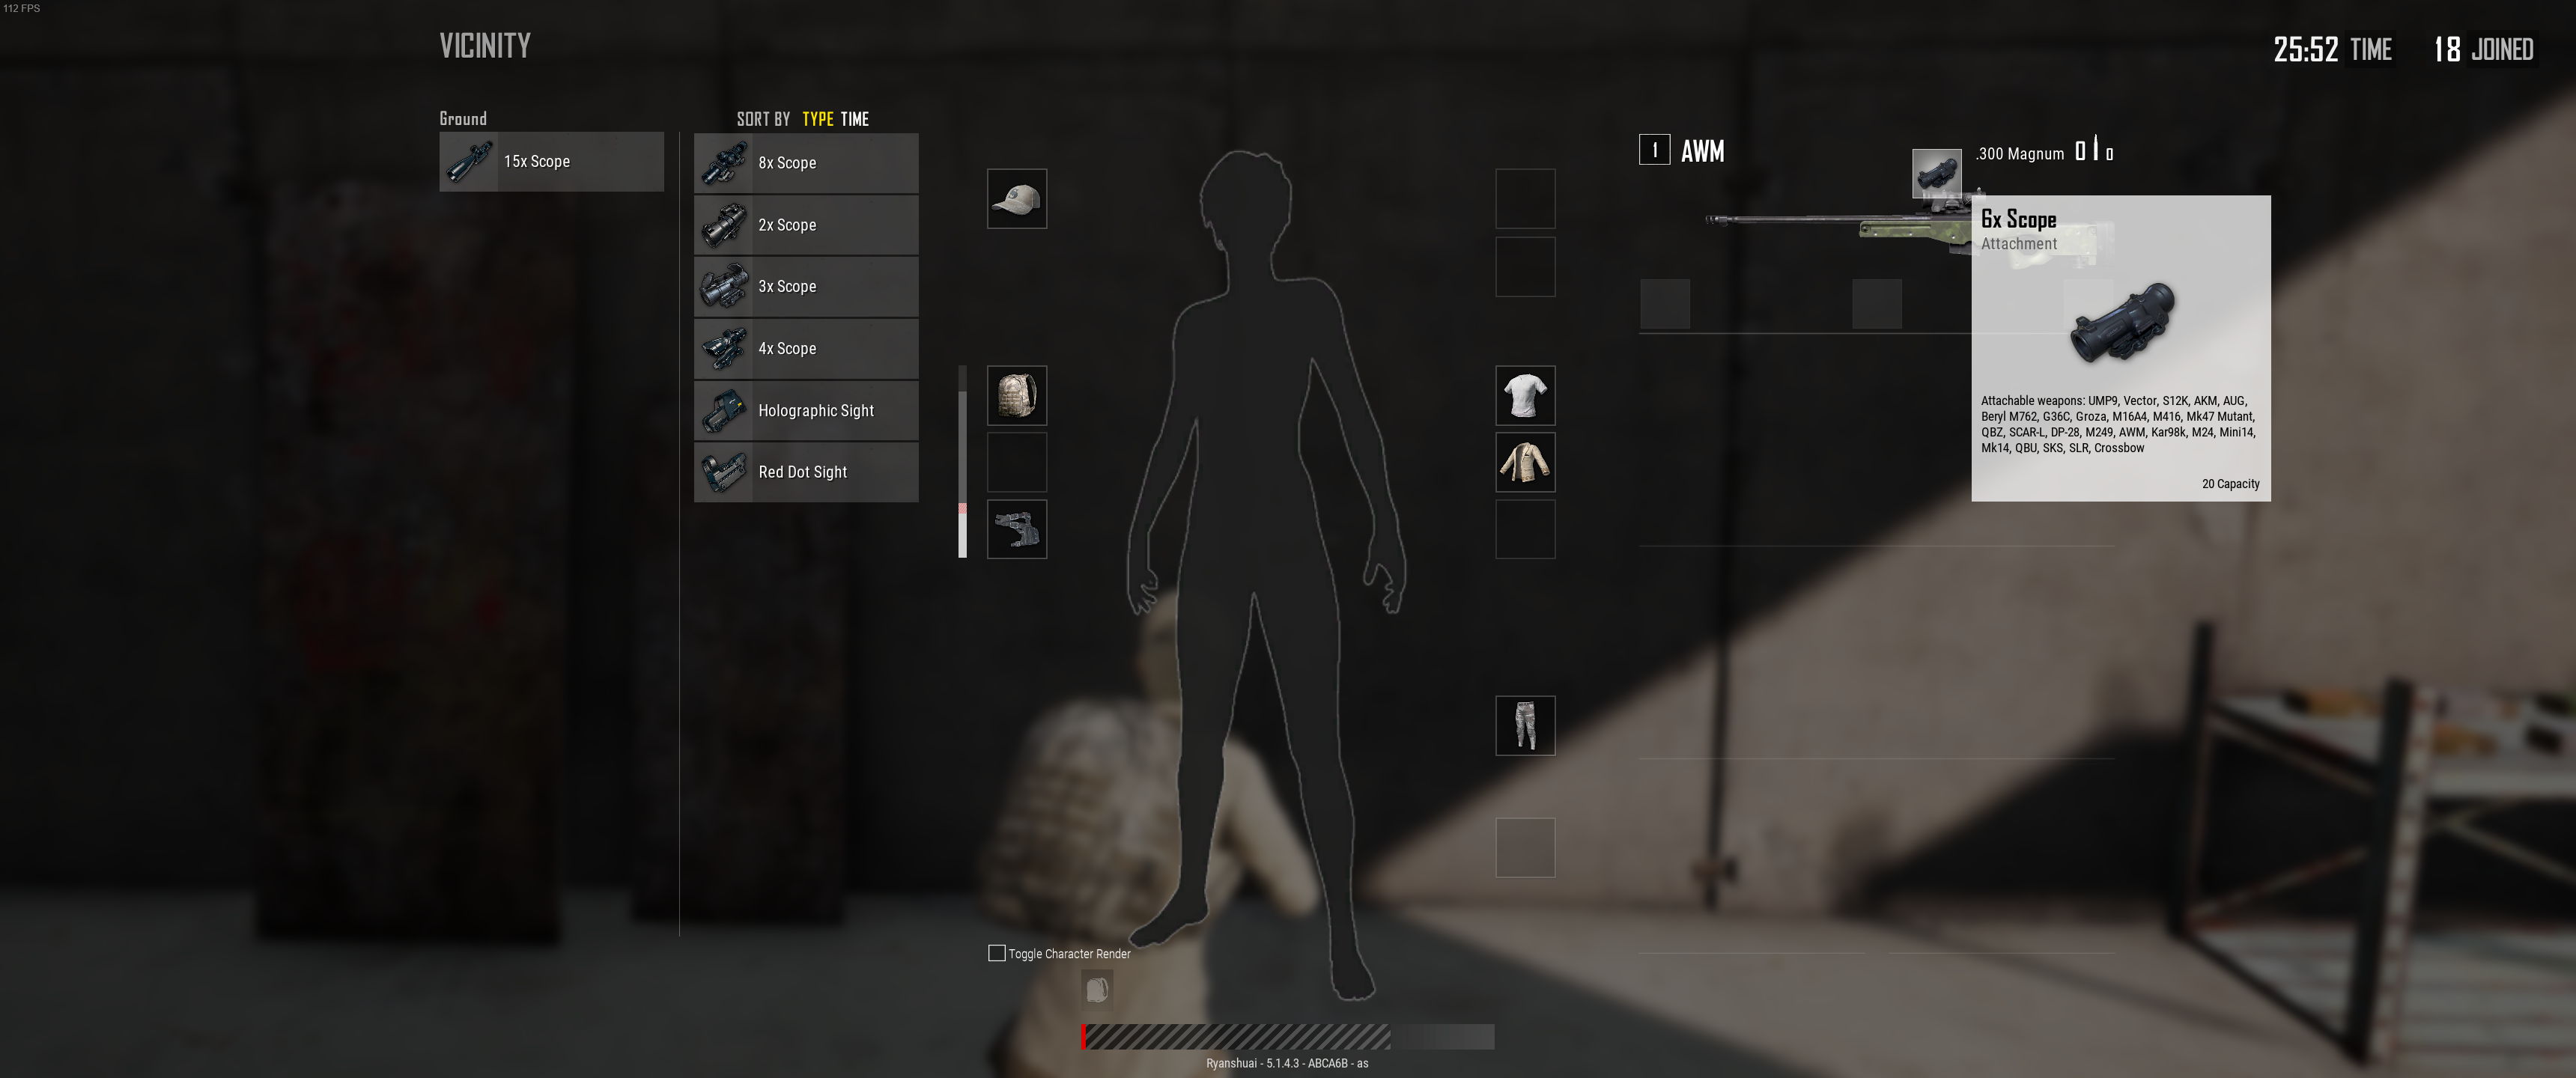 112 FPS
VICINITY
25:52 TIME 18 JOINED
Ground
SORT BY TYPE TIME
15x Scope
8x Scope
2x Scope
3x Scope
4x Scope
Holographic Sight
Red Dot Sight
1 AWM
.300 Magnum 0 0
6x Scope
Attachment
Attachable weapons: UMP9, Vector, S12K, AKM, AUG,
Beryl M762, G36C, Groza, M16A4, M416, Mk47 Mutant,
QBZ, SCAR-L, DP-28, M249, AWM, Kar98k, M24, Mini14,
Mk14, QBU, SKS, SLR, Crossbow
20 Capacity
Toggle Character Render
Ryanshuai - 5.1.4.3 - ABCA6B - as